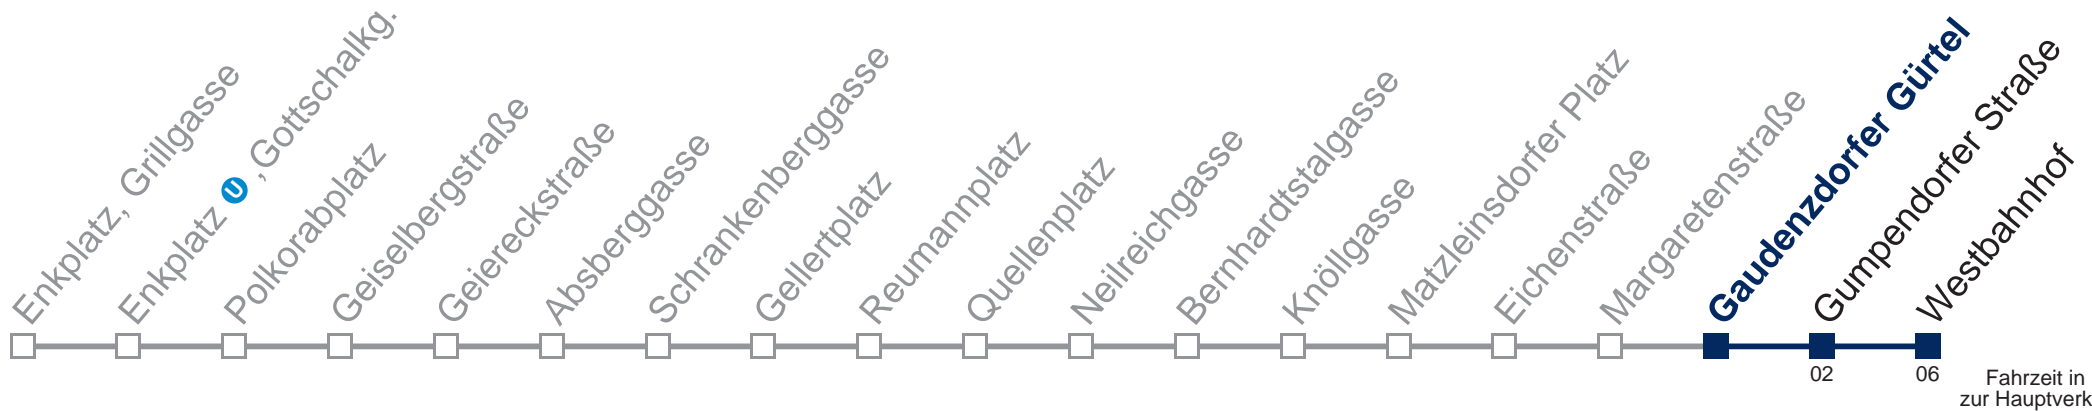 Enkplatz, Grillgasse
Enkplatz U ,Gottschalkg.
Polkorabplatz
Geiselbergstraße
Geiereckstraße
Absberggasse
Schrankenberggasse
Gellertplatz
Reumannplatz
Quellenplatz
Neilreichgasse
Bernhardtstalgasse
Knöllgasse
Matzleinsdorfer Platz
Eichenstraße
Margaretenstraße
Gaudenzdorfer Gürtel
Gumpendorfer Straße
Westbahnhof
02
06
Fahrzeit in
zur Hauptverk